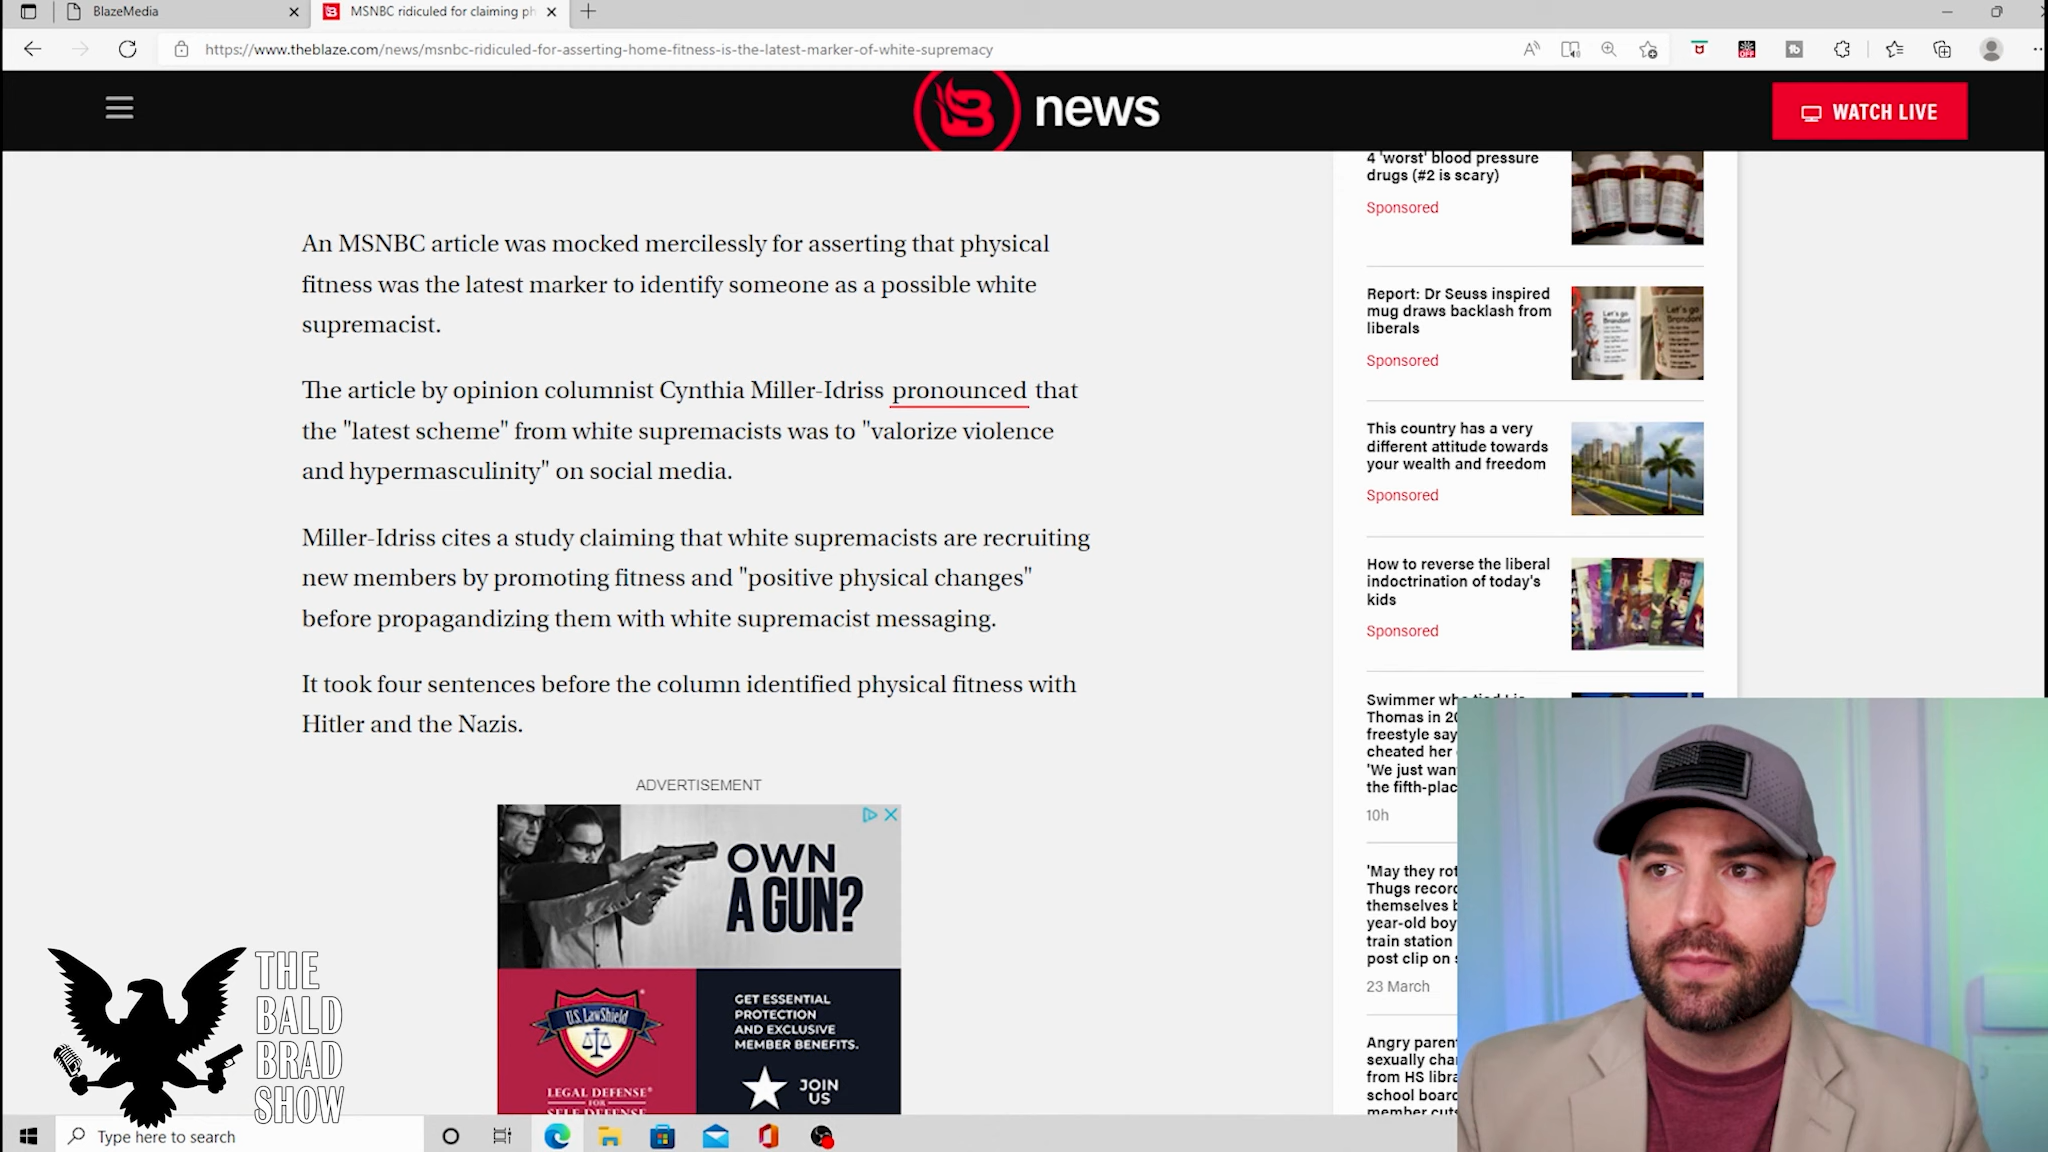 BlazeMedia
MSNBC ridiculed for claiming ph
https://www.theblaze.com/news/msnbc-ridiculed-for-asserting-home-fitness-is-the-latest-marker-of-white-supremacy
news
WATCH LIVE
An MSNBC article was mocked mercilessly for asserting that physical
fitness was the latest marker to identify someone as a possible white
supremacist.
The article by opinion columnist Cynthia Miller-Idriss pronounced that
the "latest scheme" from white supremacists was to "valorize violence
and hypermasculinity" on social media.
Miller-Idriss cites a study claiming that white supremacists are recruiting
new members by promoting fitness and "positive physical changes"
before propagandizing them with white supremacist messaging.
It took four sentences before the column identified physical fitness with
Hitler and the Nazis.
ADVERTISEMENT
OWN
A GUN?
U.S. LawShield
LEGAL DEFENSE
FOR
SELF DEFENSE
GET ESSENTIAL
PROTECTION
AND EXCLUSIVE
MEMBER BENEFITS.
JOIN
US
4 'worst' blood pressure
drugs (#2 is scary)
Sponsored
Report: Dr Seuss inspired
mug draws backlash from
liberals
Sponsored
Let's go
Brandon!
Let's go
Brandon!
This country has a very
different attitude towards
your wealth and freedom
Sponsored
How to reverse the liberal
indoctrination of today's
kids
Sponsored
Swimmer who tied Lia
Thomas in 20
freestyle say
cheated her
'We just wan
the fifth-plac
10h
'May they rot
Thugs record
themselves b
year-old boy
train station
post clip on s
23 March
Angry paren
sexually cha
from HS libra
school board
member cuts
THE
BALD
BRAD
SHOW
Type here to search